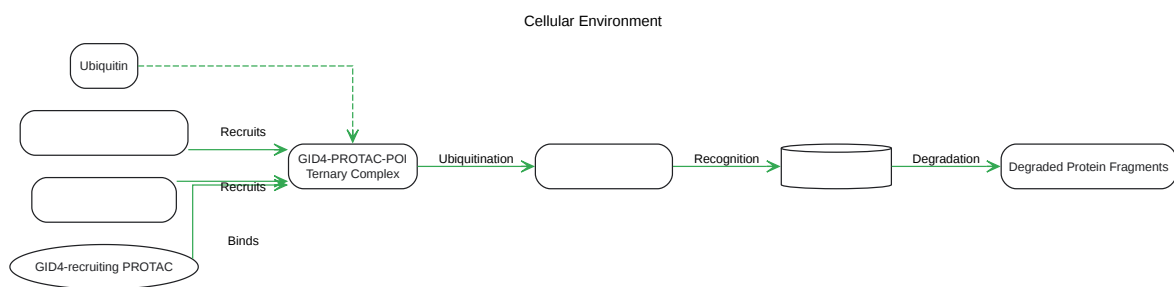 Cellular Environment
Ubiquitin
Recruits
GID4-PROTAC-POI
Ternary Complex
Ubiquitination
Recognition
Degradation
Degraded Protein Fragments
Recruits
Binds
GID4-recruiting PROTAC